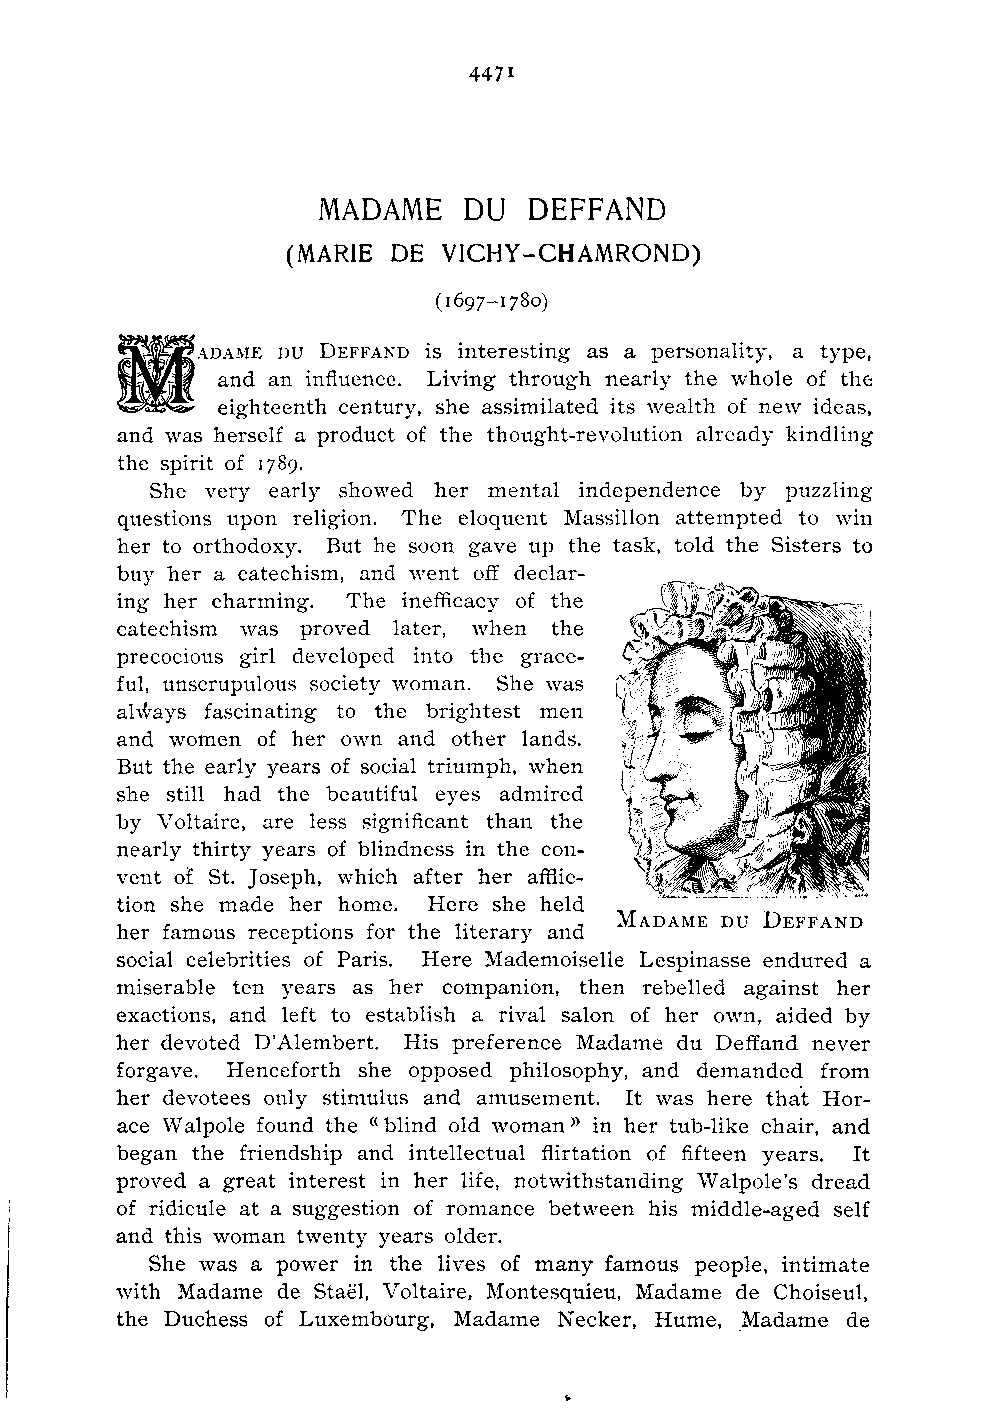 4471
MADAME DU DEFFAND
(MARIE DE VICHY-CHAMROND)
(1697-1780)
MADAME DU DEFFAND is interesting as a personality, a type,
and an influence. Living through nearly the whole of the
eighteenth century, she assimilated its wealth of new ideas,
and was herself a product of the thought-revolution already kindling
the spirit of 1789.
She very early showed her mental independence by puzzling
questions upon religion. The eloquent Massillon attempted to win
her to orthodoxy. But he soon gave up the task, told the Sisters to
buy her a catechism, and went off declar-
ing her charming. The inefficacy of the
catechism was proved later, when the
precocious girl developed into the grace-
ful, unscrupulous society woman. She was
always fascinating to the brightest men
and women of her own and other lands.
But the early years of social triumph, when
she still had the beautiful eyes admired
by Voltaire, are less significant than the
nearly thirty years of blindness in the con-
vent of St. Joseph, which after her afflic-
tion she made her home. Here she held
her famous receptions for the literary and
MADAME DU DEFFAND
social celebrities of Paris. Here Mademoiselle Lespinasse endured a
miserable ten years as her companion, then rebelled against her
exactions, and left to establish a rival salon of her own, aided by
her devoted D'Alembert. His preference Madame du Deffand never
forgave. Henceforth she opposed philosophy, and demanded from
her devotees only stimulus and amusement. It was here that Hor-
ace Walpole found the «blind old woman» in her tub-like chair, and
began the friendship and intellectual flirtation of fifteen years. It
proved a great interest in her life, notwithstanding Walpole's dread
of ridicule at a suggestion of romance between his middle-aged self
and this woman twenty years older.
She was a power in the lives of many famous people, intimate
with Madame de Staël, Voltaire, Montesquieu, Madame de Choiseul,
the Duchess of Luxembourg, Madame Necker, Hume, Madame de